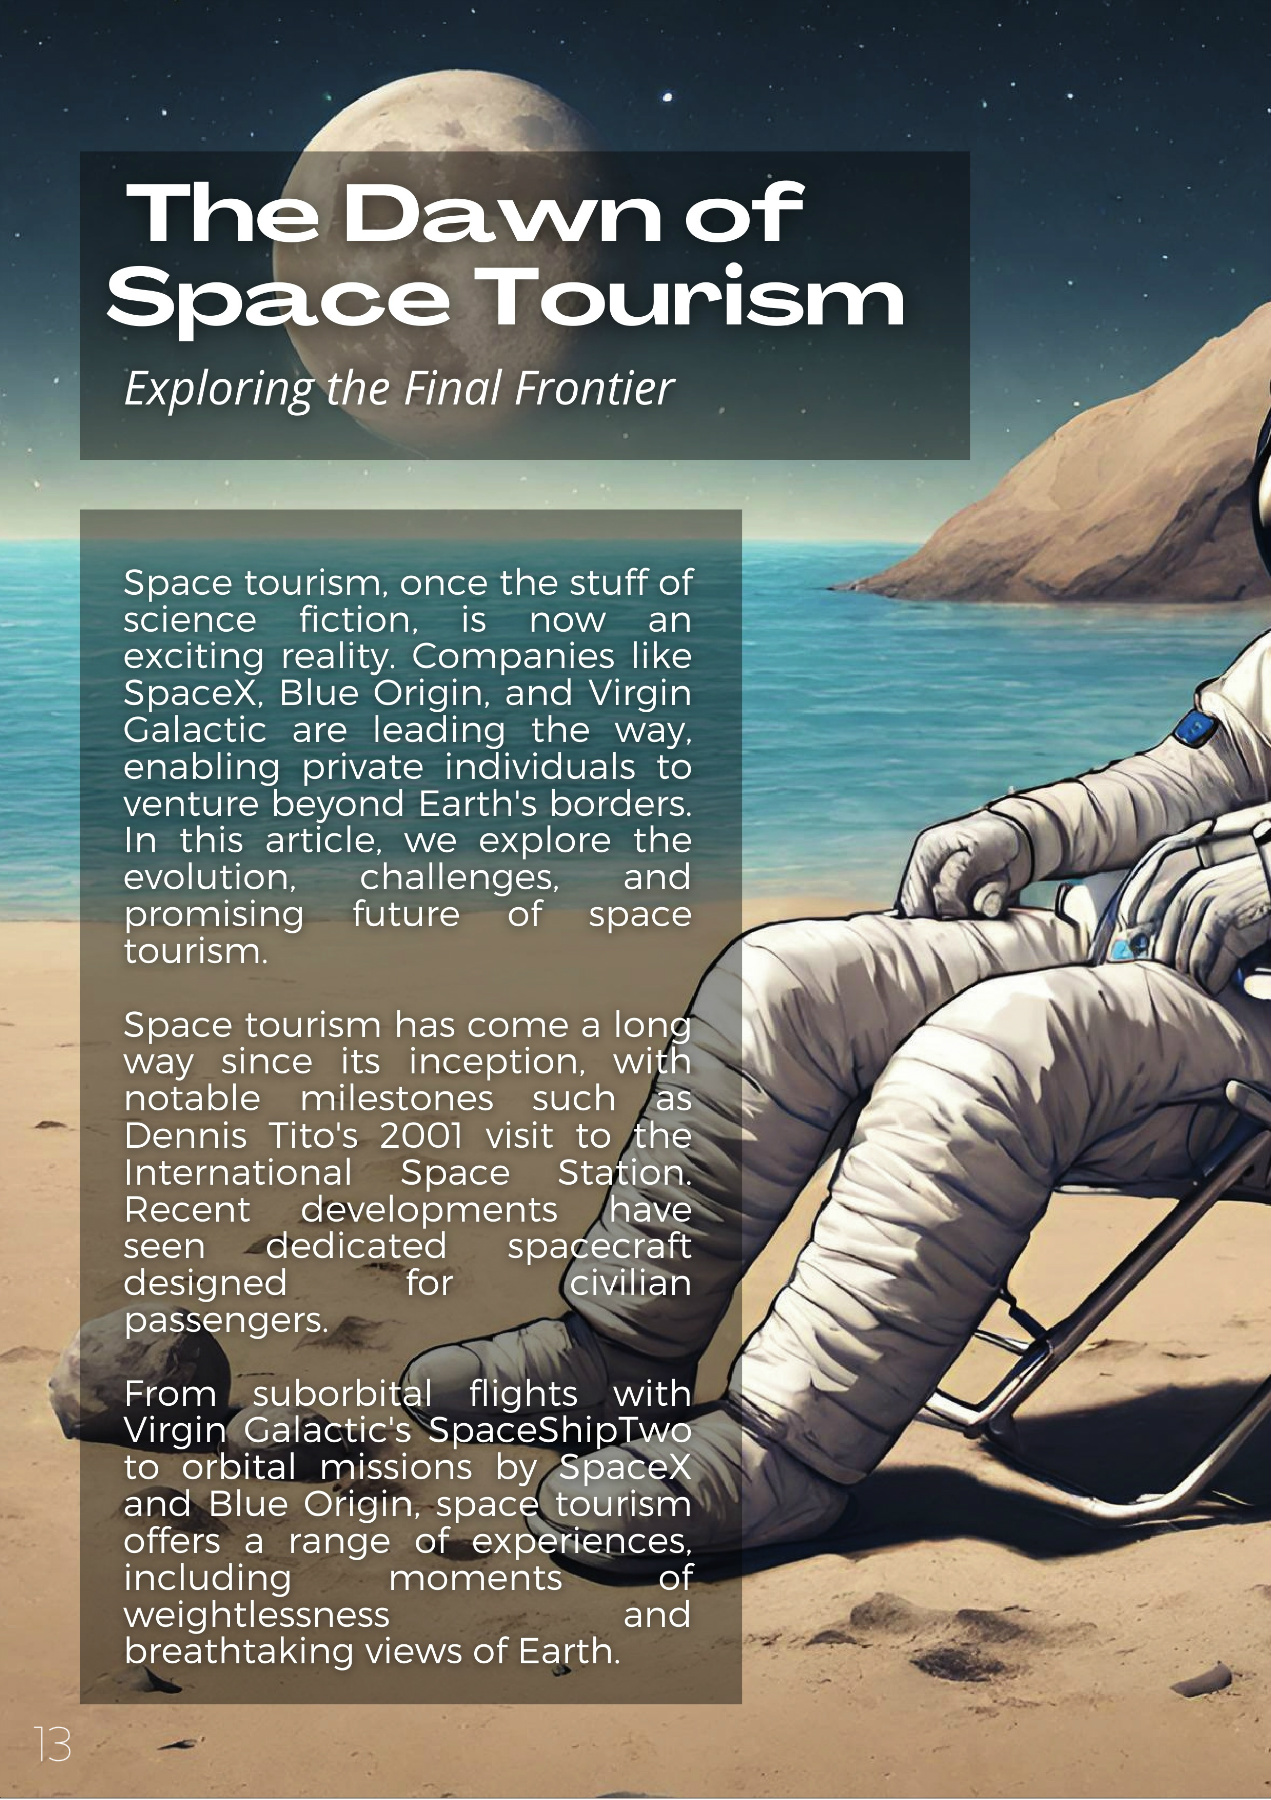 The Dawn of
Space Tourism
Exploring the Final Frontier
Space tourism, once the stuff of
science fiction, is now an
exciting reality. Companies like
SpaceX, Blue Origin, and Virgin
Galactic are leading the way,
enabling private individuals to
venture beyond Earth's borders.
In this article, we explore the
evolution, challenges, and
promising future of space
tourism.
Space tourism has come a long
way since its inception, with
notable milestones such as
Dennis Tito's 2001 visit to the
International Space Station.
Recent developments have
seen dedicated spacecraft
designed for civilian
passengers.
From suborbital flights with
Virgin Galactic's SpaceShipTwo
to orbital missions by SpaceX
and Blue Origin, space tourism
offers a range of experiences,
including moments of
weightlessness and
breathtaking views of Earth.
13